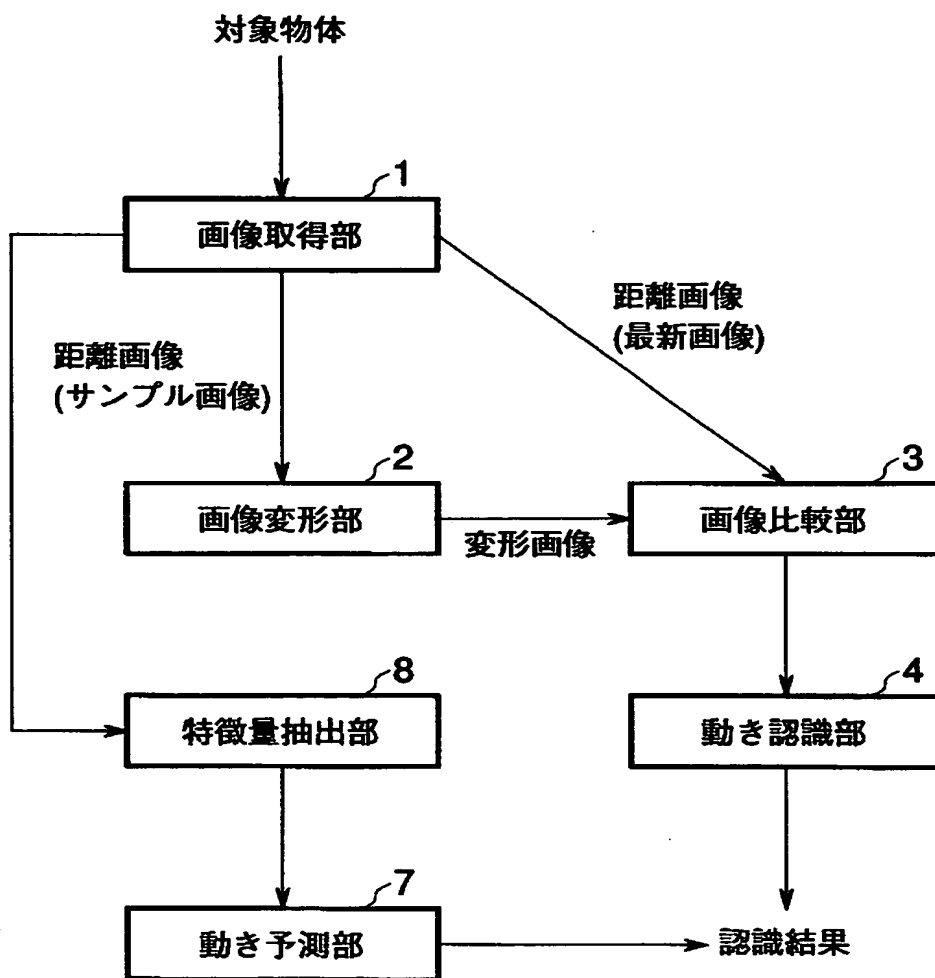 対象物体
1
画像取得部
距離画像
(最新画像)
距離画像
(サンプル画像)
2
画像変形部
変形画像
3
画像比較部
8
特徴量抽出部
4
動き認識部
7
動き予測部
認識結果